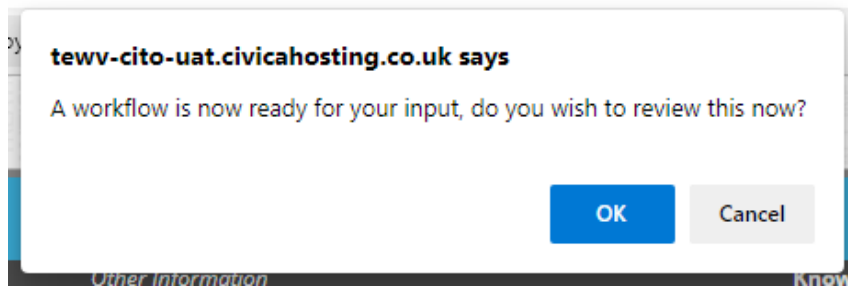 tewv-cito-uat.civicahosting.co.uk says
A workflow is now ready for your input, do you wish to review this now?
OK Cancel
Other Information